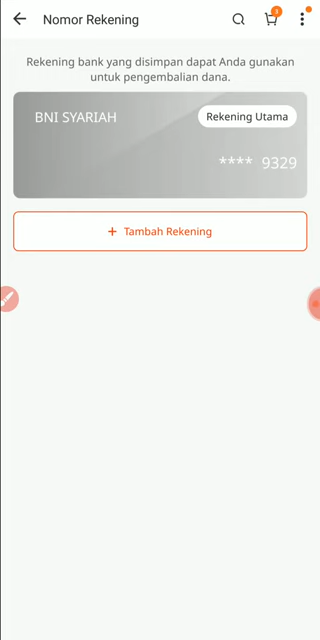 Nomor Rekening
3
Rekening bank yang disimpan dapat Anda gunakan
untuk pengembalian dana.
BNI SYARIAH
Rekening Utama
**** 9329
+ Tambah Rekening